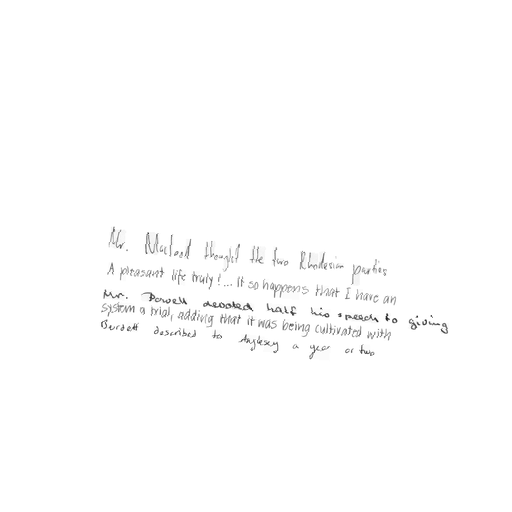 Mr. Macleod thought the two Rhodesian parties
A pleasant life truly!... It so happens that I have an
Mr. Powell devoted half his speech to giving
system a trial, adding that it was being cultivated with
Burdett described to Anglesey a year or two